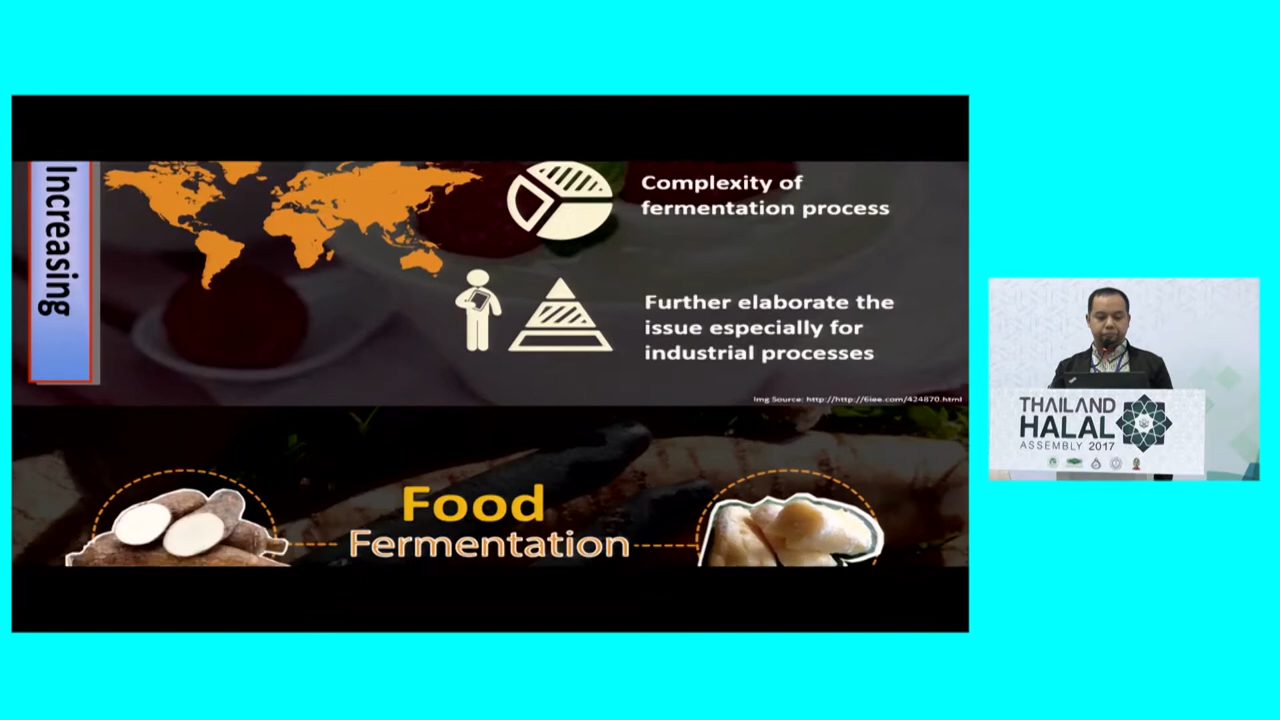 Increasing
Complexity of
fermentation process
Further elaborate the
issue especially for
industrial processes
Img Source: http://http://6iee.com/424870.html
Food
Fermentation
THAILAND
HALAL
ASSEMBLY 2017